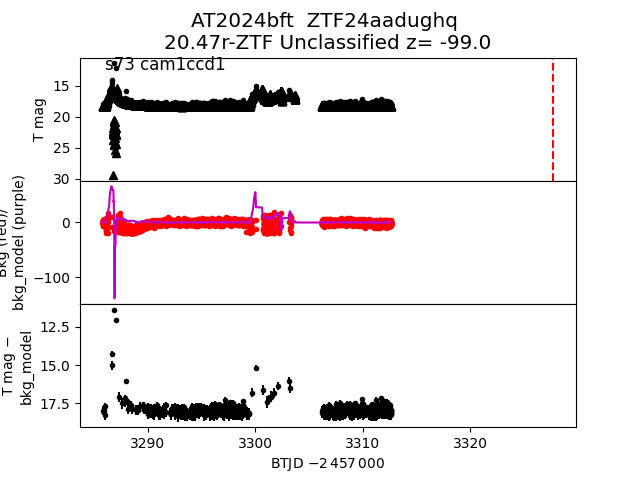 AT2024bft ZTF24aadughq
20.47r-ZTF Unclassified z= -99.0
s73 cam1ccd1
T mag
15
20
25
30
Bkg (red)/
bkg_model (purple)
0
−100
T mag −
bkg_model
12.5
15.0
17.5
3290
3300
3310
3320
BTJD −2 457 000